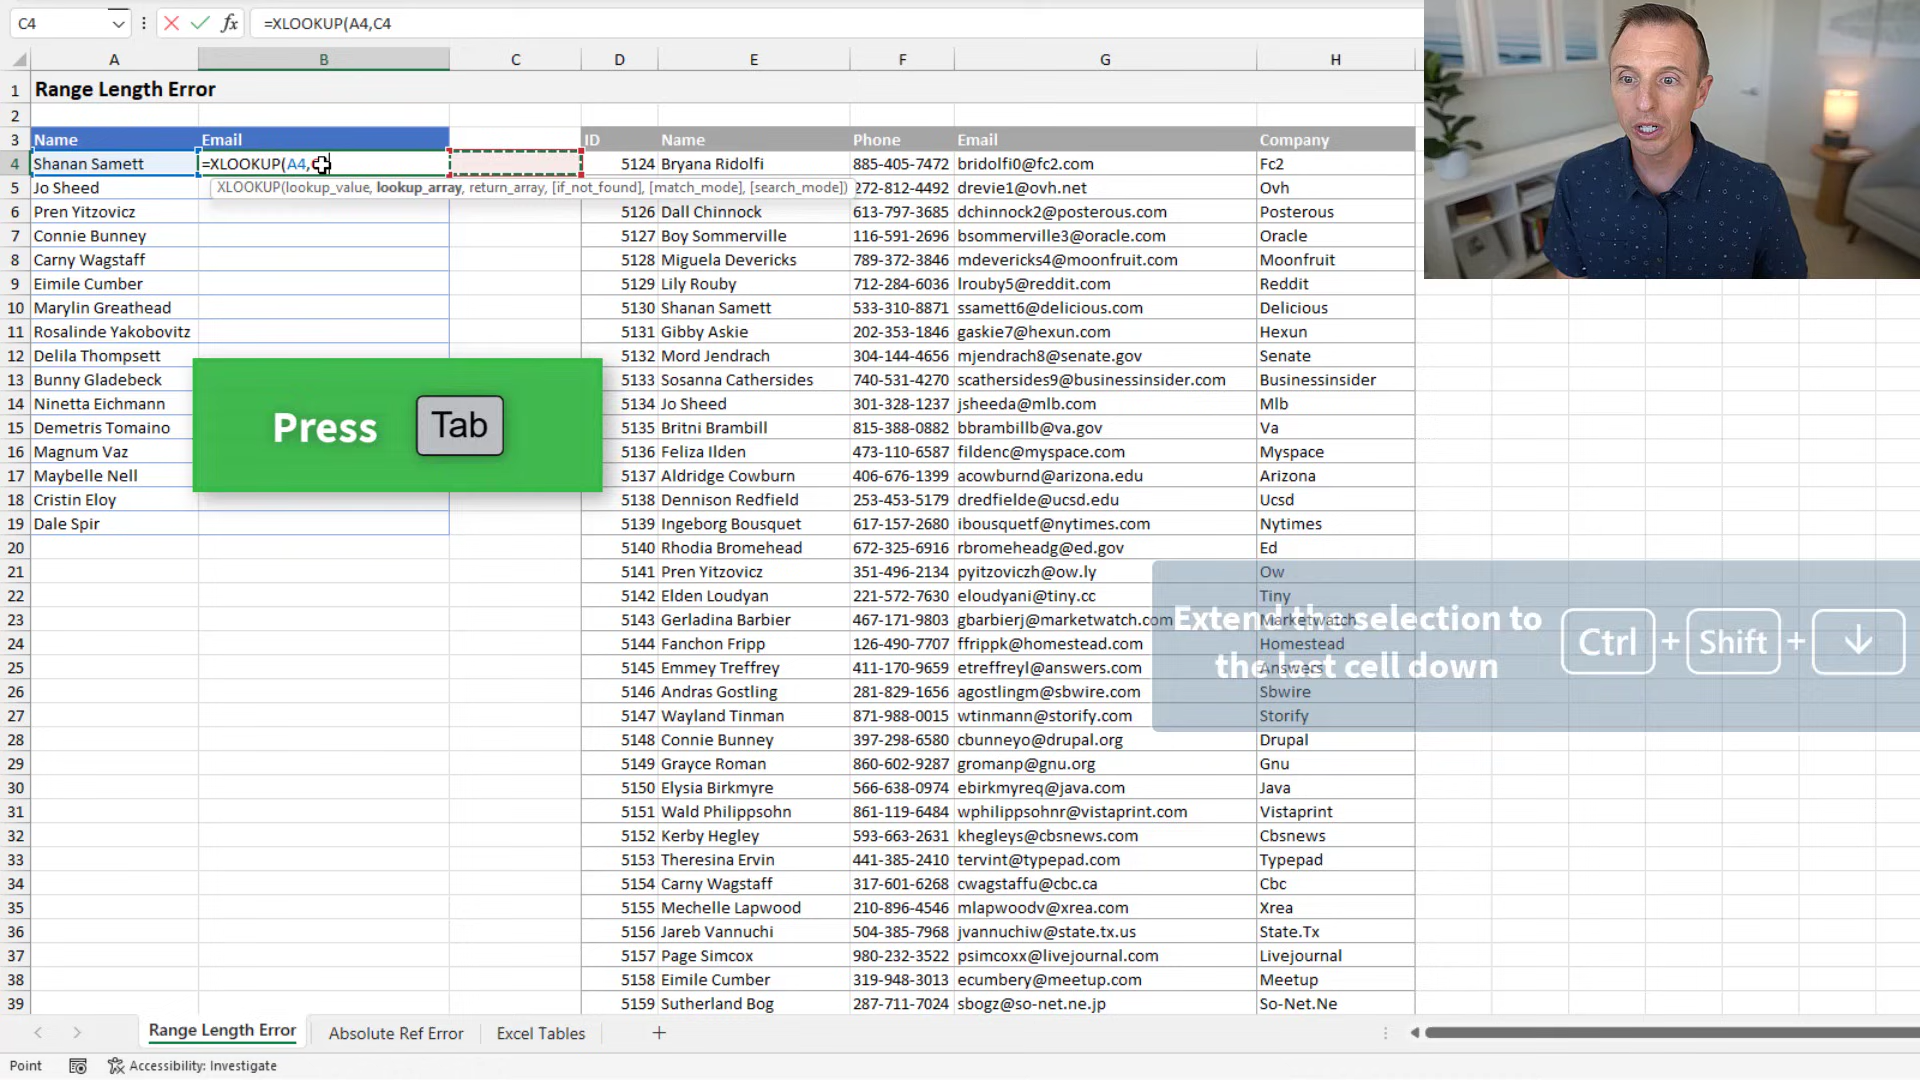 C4 =XLOOKUP(A4,C4
A B C D E F G H
1 Range Length Error
2
3 Name Email ID Name Phone Email Company
4 Shanan Samett =XLOOKUP(A4, 5124 Bryana Ridolfi 885-405-7472 bridolfi0@fc2.com Fc2
5 Jo Sheed XLOOKUP(lookup_value, lookup_array, return_array, [if_not_found], [match_mode], [search_mode]) 272-812-4492 drevie1@ovh.net Ovh
6 Pren Yitzovicz 5126 Dall Chinnock 613-797-3685 dchinnock2@posterous.com Posterous
7 Connie Bunney 5127 Boy Sommerville 116-591-2696 bsommerville3@oracle.com Oracle
8 Carny Wagstaff 5128 Miguela Devericks 789-372-3846 mdevericks4@moonfruit.com Moonfruit
9 Eimile Cumber 5129 Lily Rouby 712-284-6036 lrouby5@reddit.com Reddit
10 Marylin Greathead 5130 Shanan Samett 533-310-8871 ssamett6@delicious.com Delicious
11 Rosalinde Yakobovitz 5131 Gibby Askie 202-353-1846 gaskie7@hexun.com Hexun
12 Delila Thompsett 5132 Mord Jendrach 304-144-4656 mjendrach8@senate.gov Senate
13 Bunny Gladebeck 5133 Sosanna Cathersides 740-531-4270 scathersides9@businessinsider.com Businessinsider
14 Ninetta Eichmann 5134 Jo Sheed 301-328-1237 jsheeda@mlb.com Mlb
15 Demetris Tomaino 5135 Britni Brambill 815-388-0882 bbrambillb@va.gov Va
Press Tab
16 Magnum Vaz 5136 Feliza Ilden 473-110-6587 fildenc@myspace.com Myspace
17 Maybelle Nell 5137 Aldridge Cowburn 406-676-1399 acowburnd@arizona.edu Arizona
18 Cristin Eloy 5138 Dennison Redfield 253-453-5179 dredfielde@ucsd.edu Ucsd
19 Dale Spir 5139 Ingeborg Bousquet 617-157-2680 ibousquetf@nytimes.com Nytimes
20 5140 Rhodia Bromehead 672-325-6916 rbromeheadg@ed.gov Ed
21 5141 Pren Yitzovicz 351-496-2134 pyitzoviczh@ow.ly Ow
22 5142 Elden Loudyan 221-572-7630 eloudyani@tiny.cc Tiny
23 5143 Gerladina Barbier 467-171-9803 gbarbierj@marketwatch.com Marketwatch
24 5144 Fanchon Fripp 126-490-7707 ffrippk@homestead.com Homestead
25 5145 Emmey Treffrey 411-170-9659 etreffreyl@answers.com Answers
Extend the selection to
the last cell down
Ctrl + Shift + ↓
26 5146 Andras Gostling 281-829-1656 agostlingm@sbwire.com Sbwire
27 5147 Wayland Tinman 871-988-0015 wtinmann@storify.com Storify
28 5148 Connie Bunney 397-298-6580 cbunneyo@drupal.org Drupal
29 5149 Grayce Roman 860-602-9287 gromanp@gnu.org Gnu
30 5150 Elysia Birkmyre 566-638-0974 ebirkmyreq@java.com Java
31 5151 Wald Philippsohn 861-119-6484 wphilippsohnr@vistaprint.com Vistaprint
32 5152 Kerby Hegley 593-663-2631 khegleys@cbsnews.com Cbsnews
33 5153 Theresina Ervin 441-385-2410 tervint@typepad.com Typepad
34 5154 Carny Wagstaff 317-601-6268 cwagstaffu@cbc.ca Cbc
35 5155 Mechelle Lapwood 210-896-4546 mlapwoodv@xrea.com Xrea
36 5156 Jareb Vannuchi 504-385-7968 jvannuchiw@state.tx.us State.Tx
37 5157 Page Simcox 980-232-3522 psimcoxx@livejournal.com Livejournal
38 5158 Eimile Cumber 319-948-3013 ecumbery@meetup.com Meetup
39 5159 Sutherland Bog 287-711-7024 sbogz@so-net.ne.jp So-Net.Ne
Range Length Error Absolute Ref Error Excel Tables
Point Accessibility: Investigate